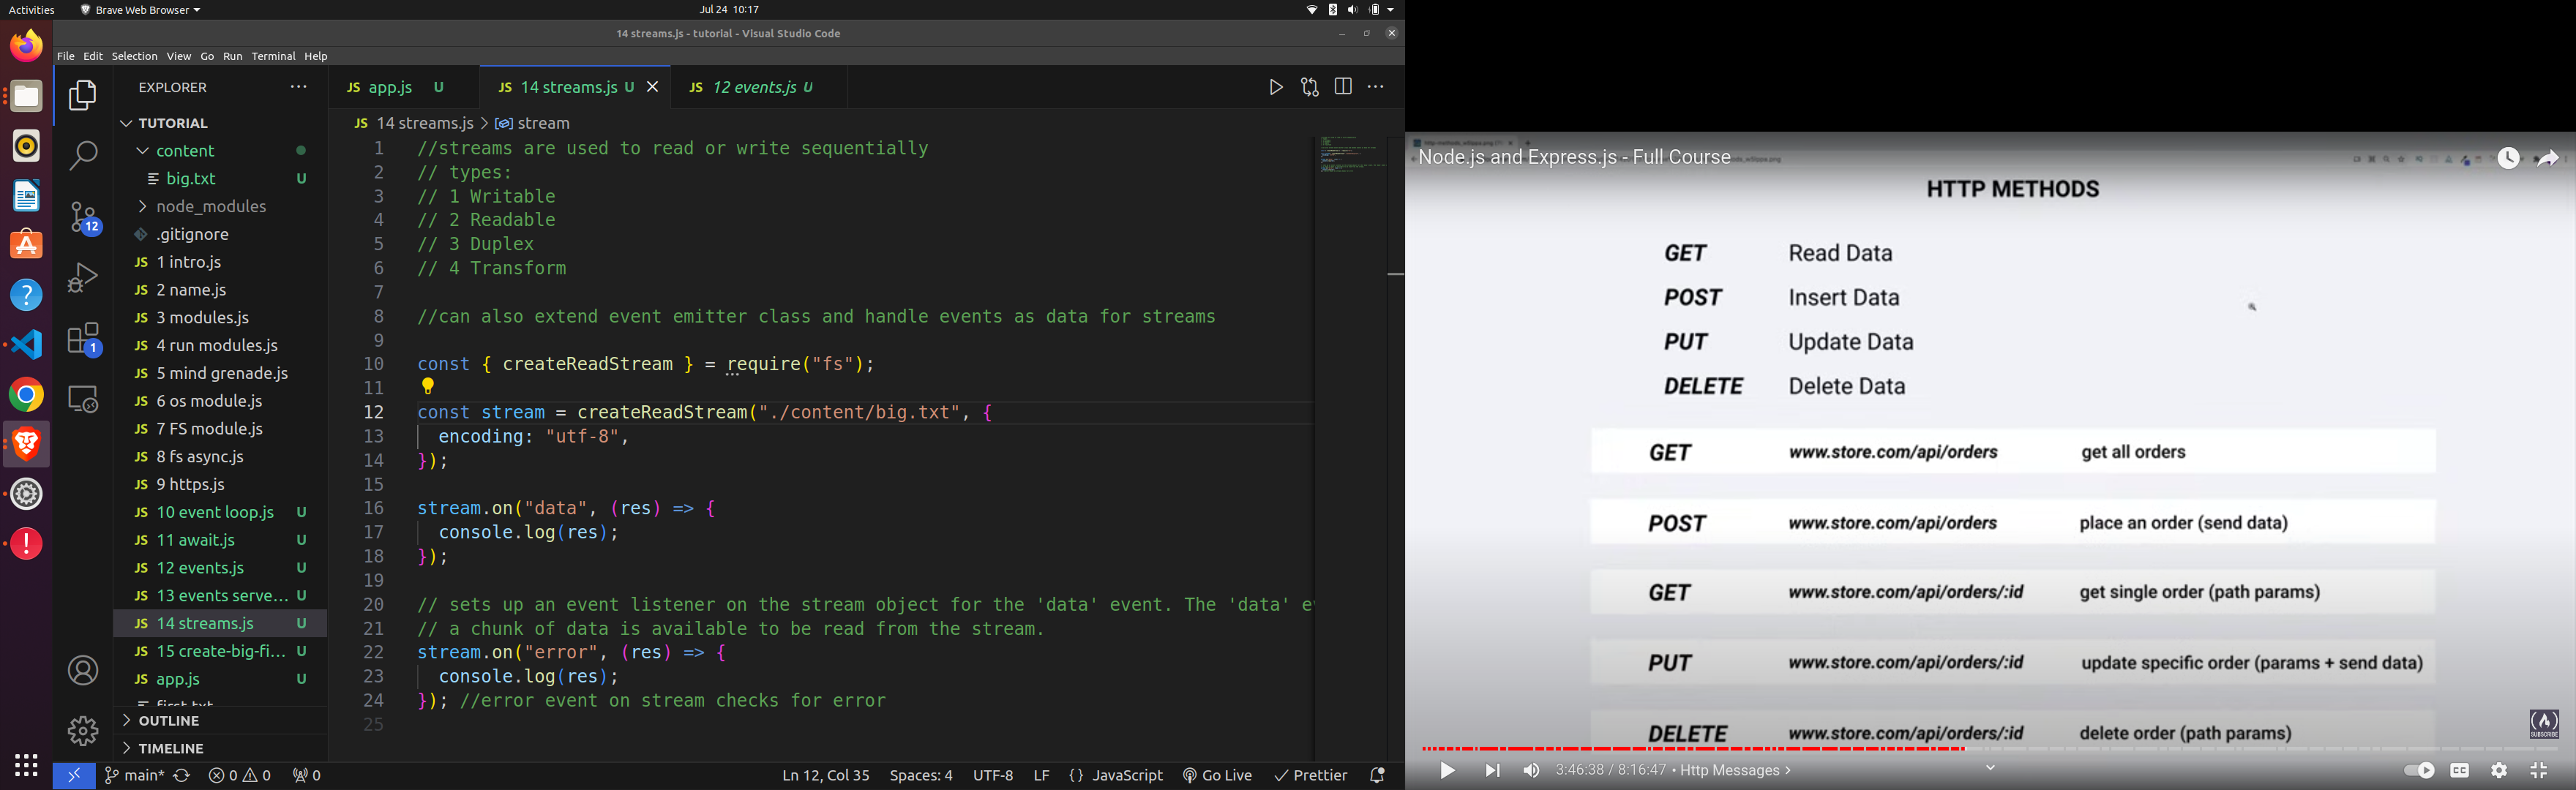 Activities
Brave Web Browser
Jul 24 10:17
14 streams.js - tutorial - Visual Studio Code
File Edit Selection View Go Run Terminal Help
EXPLORER
TUTORIAL
content
big.txt U
node_modules
.gitignore
JS 1 intro.js
JS 2 name.js
JS 3 modules.js
JS 4 run modules.js
JS 5 mind grenade.js
JS 6 os module.js
JS 7 FS module.js
JS 8 fs async.js
JS 9 https.js
JS 10 event loop.js U
JS 11 await.js U
JS 12 events.js U
JS 13 events serve... U
JS 14 streams.js U
JS 15 create-big-fi... U
JS app.js U
first.txt
OUTLINE
TIMELINE
12
1
JS app.js U
JS 14 streams.js U
JS 12 events.js U
JS 14 streams.js > stream
1 //streams are used to read or write sequentially
2 // types:
3 // 1 Writable
4 // 2 Readable
5 // 3 Duplex
6 // 4 Transform
7
8 //can also extend event emitter class and handle events as data for streams
9
10 const { createReadStream } = require("fs");
11
12 const stream = createReadStream("./content/big.txt", {
13 encoding: "utf-8",
14 });
15
16 stream.on("data", (res) => {
17 console.log(res);
18 });
19
20 // sets up an event listener on the stream object for the 'data' event. The 'data' e
21 // a chunk of data is available to be read from the stream.
22 stream.on("error", (res) => {
23 console.log(res);
24 }); //error event on stream checks for error
25
main* 0 0 0
Ln 12, Col 35 Spaces: 4 UTF-8 LF {} JavaScript Go Live Prettier
Node.js and Express.js - Full Course
HTTP METHODS
GET Read Data
POST Insert Data
PUT Update Data
DELETE Delete Data
GET www.store.com/api/orders get all orders
POST www.store.com/api/orders place an order (send data)
GET www.store.com/api/orders/:id get single order (path params)
PUT www.store.com/api/orders/:id update specific order (params + send data)
DELETE www.store.com/api/orders/:id delete order (path params)
SUBSCRIBE
3:46:38 / 8:16:47 • Http Messages >
CC